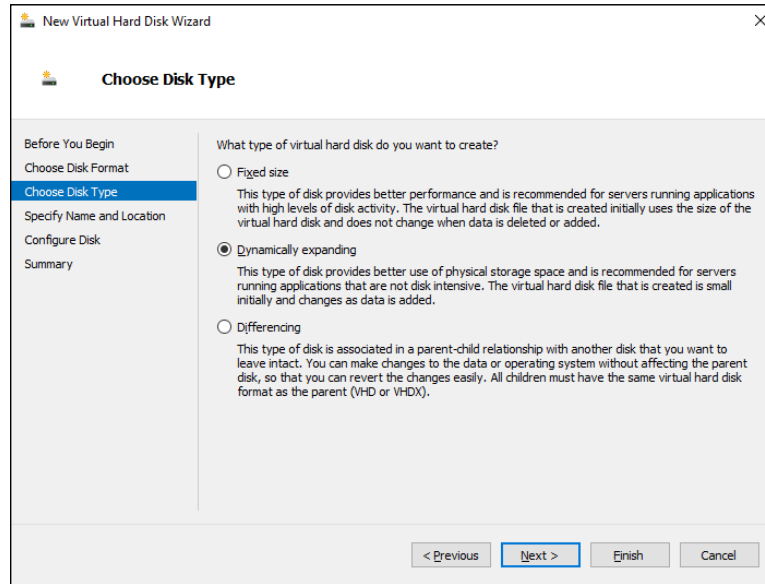 New Virtual Hard Disk Wizard
Choose Disk Type
Before You Begin
Choose Disk Format
Choose Disk Type
Specify Name and Location
Configure Disk
Summary
What type of virtual hard disk do you want to create?
Fixed size
This type of disk provides better performance and is recommended for servers running applications
with high levels of disk activity. The virtual hard disk file that is created initially uses the size of the
virtual hard disk and does not change when data is deleted or added.
Dynamically expanding
This type of disk provides better use of physical storage space and is recommended for servers
running applications that are not disk intensive. The virtual hard disk file that is created is small
initially and changes as data is added.
Differencing
This type of disk is associated in a parent-child relationship with another disk that you want to
leave intact. You can make changes to the data or operating system without affecting the parent
disk, so that you can revert the changes easily. All children must have the same virtual hard disk
format as the parent (VHD or VHDX).
< Previous
Next >
Finish
Cancel